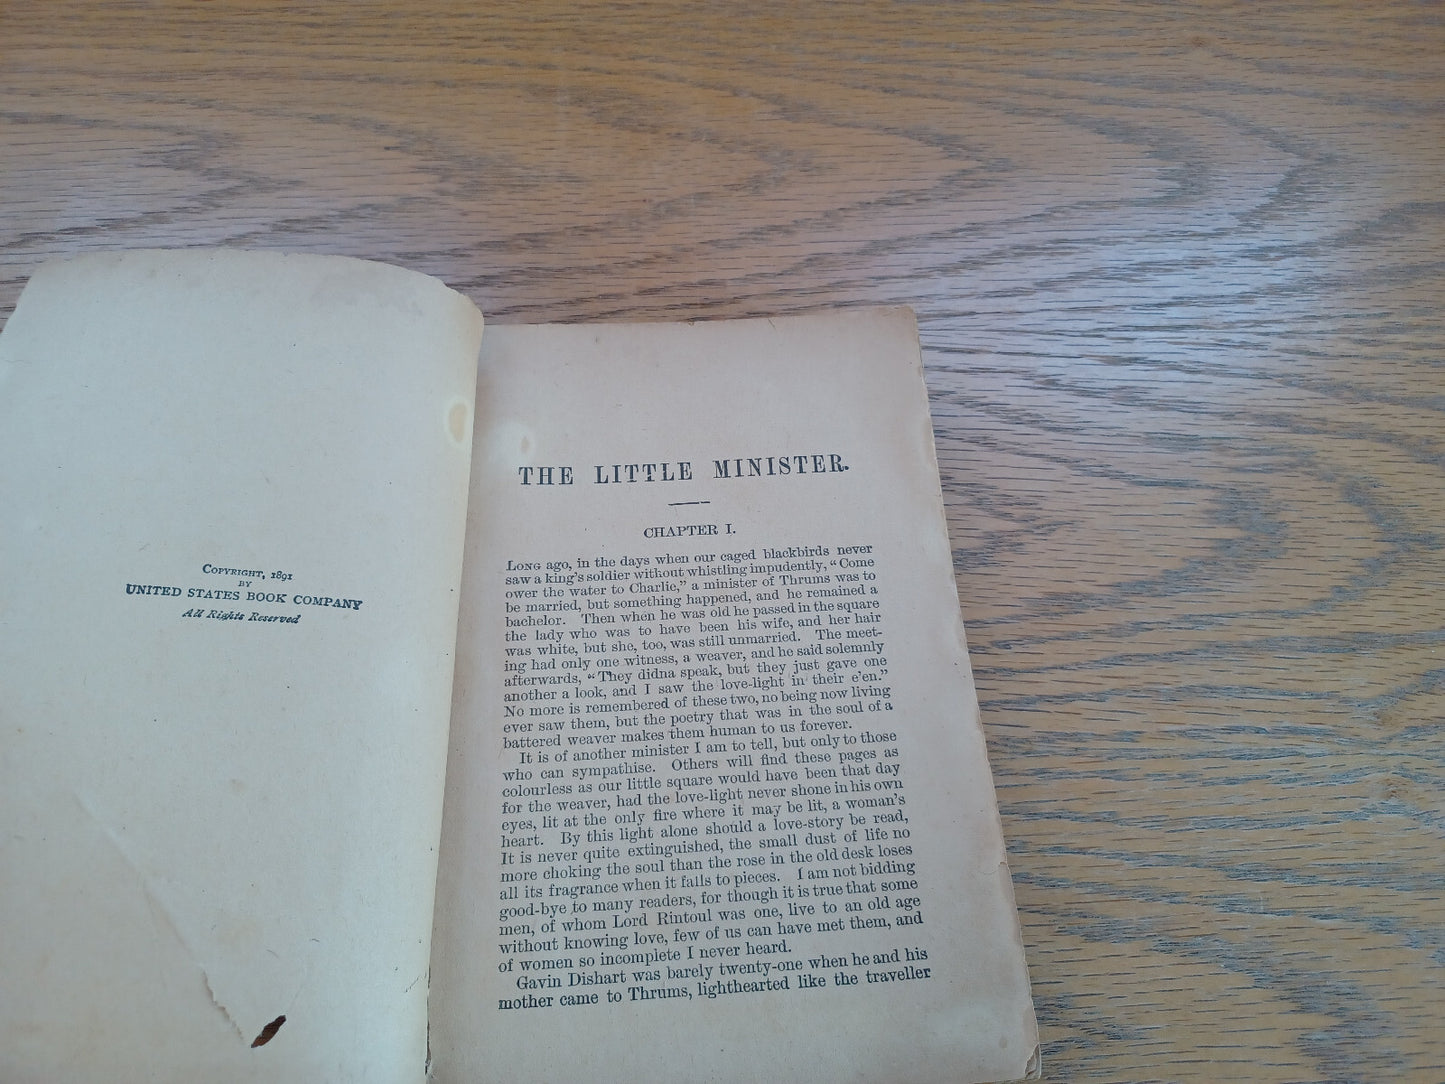 COPYRIGHT, 1891
BY
UNITED STATES BOOK COMPANY
All Rights Reserved
THE LITTLE MINISTER.
CHAPTER I.
LONG ago, in the days when our caged blackbirds never
saw a king's soldier without whistling impudently, “Come
ower the water to Charlie,” a minister of Thrums was to
be married, but something happened, and he remained a
bachelor. Then when he was old he passed in the square
the lady who was to have been his wife, and her hair
was white, but she, too, was still unmarried. The meet-
ing had only one witness, a weaver, and he said solemnly
afterwards, “They didna speak, but they just gave one
another a look, and I saw the love-light in their e'en.”
No more is remembered of these two, no being now living
ever saw them, but the poetry that was in the soul of a
battered weaver makes them human to us forever.
It is of another minister I am to tell, but only to those
who can sympathise. Others will find these pages as
colourless as our little square would have been that day
for the weaver, had the love-light never shone in his own
eyes, lit at the only fire where it may be lit, a woman's
heart. By this light alone should a love-story be read,
It is never quite extinguished, the small dust of life no
more choking the soul than the rose in the old desk loses
all its fragrance when it falls to pieces. I am not bidding
good-bye to many readers, for though it is true that some
men, of whom Lord Rintoul was one, live to an old age
without knowing love, few of us can have met them, and
of women so incomplete I never heard.
Gavin Dishart was barely twenty-one when he and his
mother came to Thrums, lighthearted like the traveller